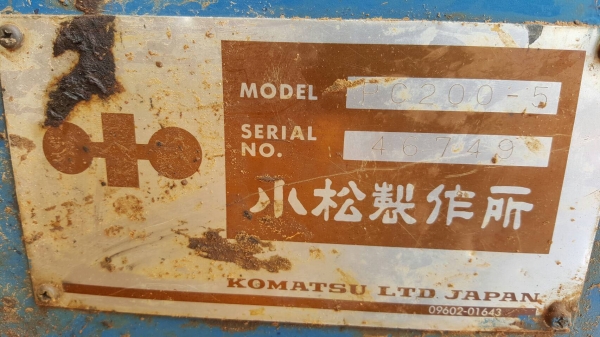 MODEL PC200-5
SERIAL NO. 46749
小松製作所
KOMATSU LTD. JAPAN
09602-01643